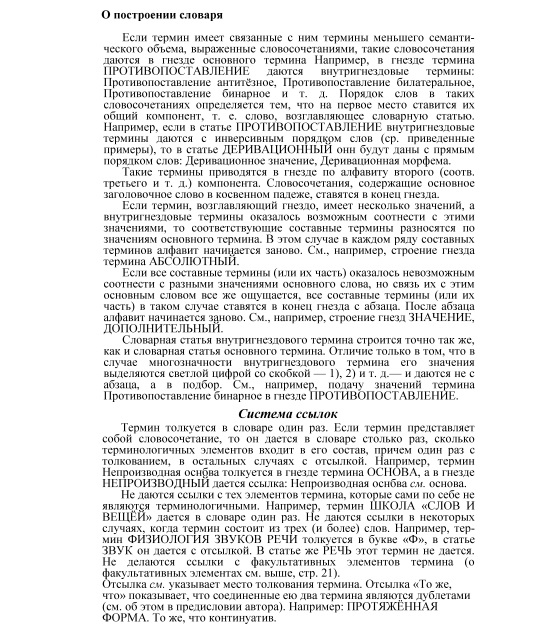 О построении словаря
Если термин имеет связанные с ним термины меньшего семанти-
ческого объема, выраженные словосочетаниями, такие словосочетания
даются в гнезде основного термина Например, в гнезде термина
ПРОТИВОПОСТАВЛЕНИЕ даются внутригнездовые термины:
Противопоставление антитёзное, Противопоставление билатеральное,
Противопоставление бинарное и т. д. Порядок слов в таких
словосочетаниях определяется тем, что на первое место ставится их
общий компонент, т. е. слово, возглавляющее словарную статью.
Например, если в статье ПРОТИВОПОСТАВЛЕНИЕ внутригнездовые
термины даются с инверсивным порядком слов (ср. приведенные
примеры), то в статье ДЕРИВАЦИОННЫЙ онн будут даны с прямым
порядком слов: Деривационное значение, Деривационная морфема.
Такие термины приводятся в гнезде по алфавиту второго (соотв.
третьего и т. д.) компонента. Словосочетания, содержащие основное
заголовочное слово в косвенном падеже, ставятся в конец гнезда.
Если термин, возглавляющий гнездо, имеет несколько значений, а
внутригнездовые термины оказалось возможным соотнести с этими
значениями, то соответствующие составные термины разносятся по
значениям основного термина. В этом случае в каждом ряду составных
терминов алфавит начинается заново. См., например, строение гнезда
термина АБСОЛЮТНЫЙ.
Если все составные термины (или их часть) оказалось невозможным
соотнести с разными значениями основного слова, но связь их с этим
основным словом все же ощущается, все составные термины (или их
часть) в таком случае ставятся в конец гнезда с абзаца. После абзаца
алфавит начинается заново. См., например, строение гнезд ЗНАЧЕНИЕ,
ДОПОЛНИТЕЛЬНЫЙ.
Словарная статья внутригнездового термина строится точно так же,
как и словарная статья основного термина. Отличие только в том, что в
случае многозначности внутригнездового термина его значения
выделяются светлой цифрой со скобкой — 1), 2) и т. д.— и даются не с
абзаца, а в подбор. См., например, подачу значений термина
Противопоставление бинарное в гнезде ПРОТИВОПОСТАВЛЕНИЕ.
Система ссылок
Термин толкуется в словаре один раз. Если термин представляет
собой словосочетание, то он дается в словаре столько раз, сколько
терминологичных элементов входит в его состав, причем один раз с
толкованием, в остальных случаях с отсылкой. Например, термин
Непроизводная оснбва толкуется в гнезде термина ОСНОВА, а в гнезде
НЕПРОИЗВОДНЫЙ дается ссылка: Непроизводная оснбва см. основа.
Не даются ссылки с тех элементов термина, которые сами по себе не
являются терминологичными. Например, термин ШКОЛА «СЛОВ И
ВЕЩЕЙ» дается в словаре один раз. Не даются ссылки в некоторых
случаях, когда термин состоит из трех (и более) слов. Например, тер-
мин ФИЗИОЛОГИЯ ЗВУКОВ РЕЧИ толкуется в букве «Ф», в статье
ЗВУК он дается с отсылкой. В статье же РЕЧЬ этот термин не дается.
Не делаются ссылки с факультативных элементов термина (о
факультативных элементах см. выше, стр. 21).
Отсылка см. указывает место толкования термина. Отсылка «То же,
что» показывает, что соединенные ею два термина являются дублетами
(см. об этом в предисловии автора). Например: ПРОТЯЖЁННАЯ
ФОРМА. То же, что континуатив.